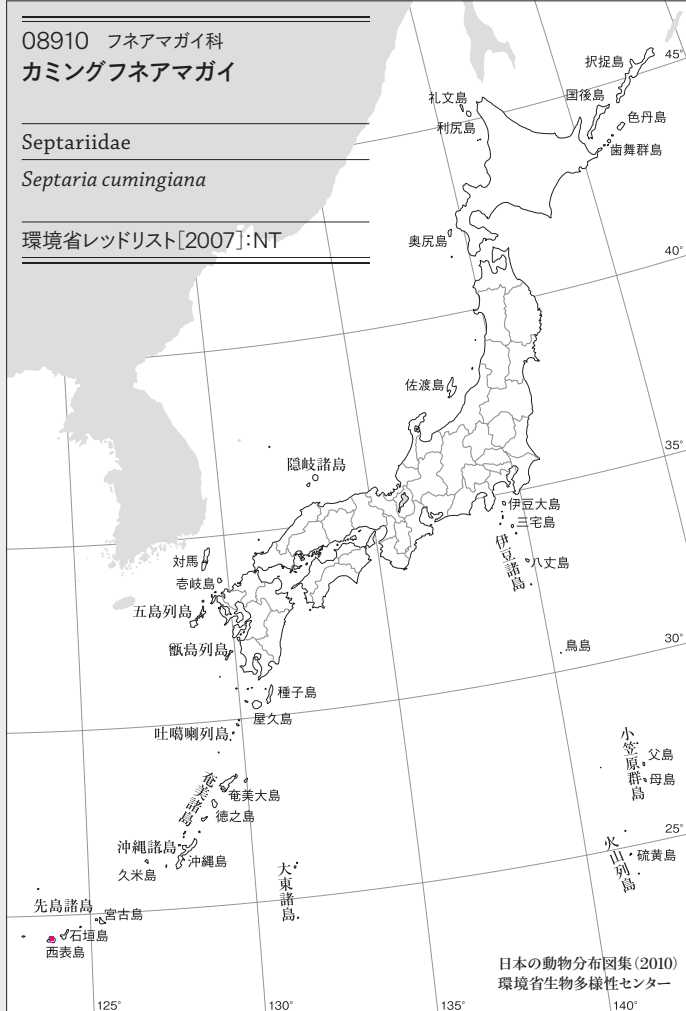 08910 フネアマガイ科
カミングフネアマガイ
Septariidae
Septaria cumingiana
環境省レッドリスト[2007]:NT
択捉島
45°
礼文島
国後島
利尻島
色丹島
歯舞群島
奥尻島
40°
佐渡島
35°
隠岐諸島
伊豆大島
三宅島
伊豆諸島
八丈島
対馬
壱岐島
五島列島
甑島列島
鳥島
30°
種子島
屋久島
吐噶喇列島
小笠原群島
父島
母島
奄美諸島
奄美大島
徳之島
25°
沖縄諸島
沖縄島
久米島
火山列島
硫黄島
大東諸島
先島諸島
宮古島
石垣島
西表島
日本の動物分布図集(2010)
環境省生物多様性センター
125°
130°
135°
140°